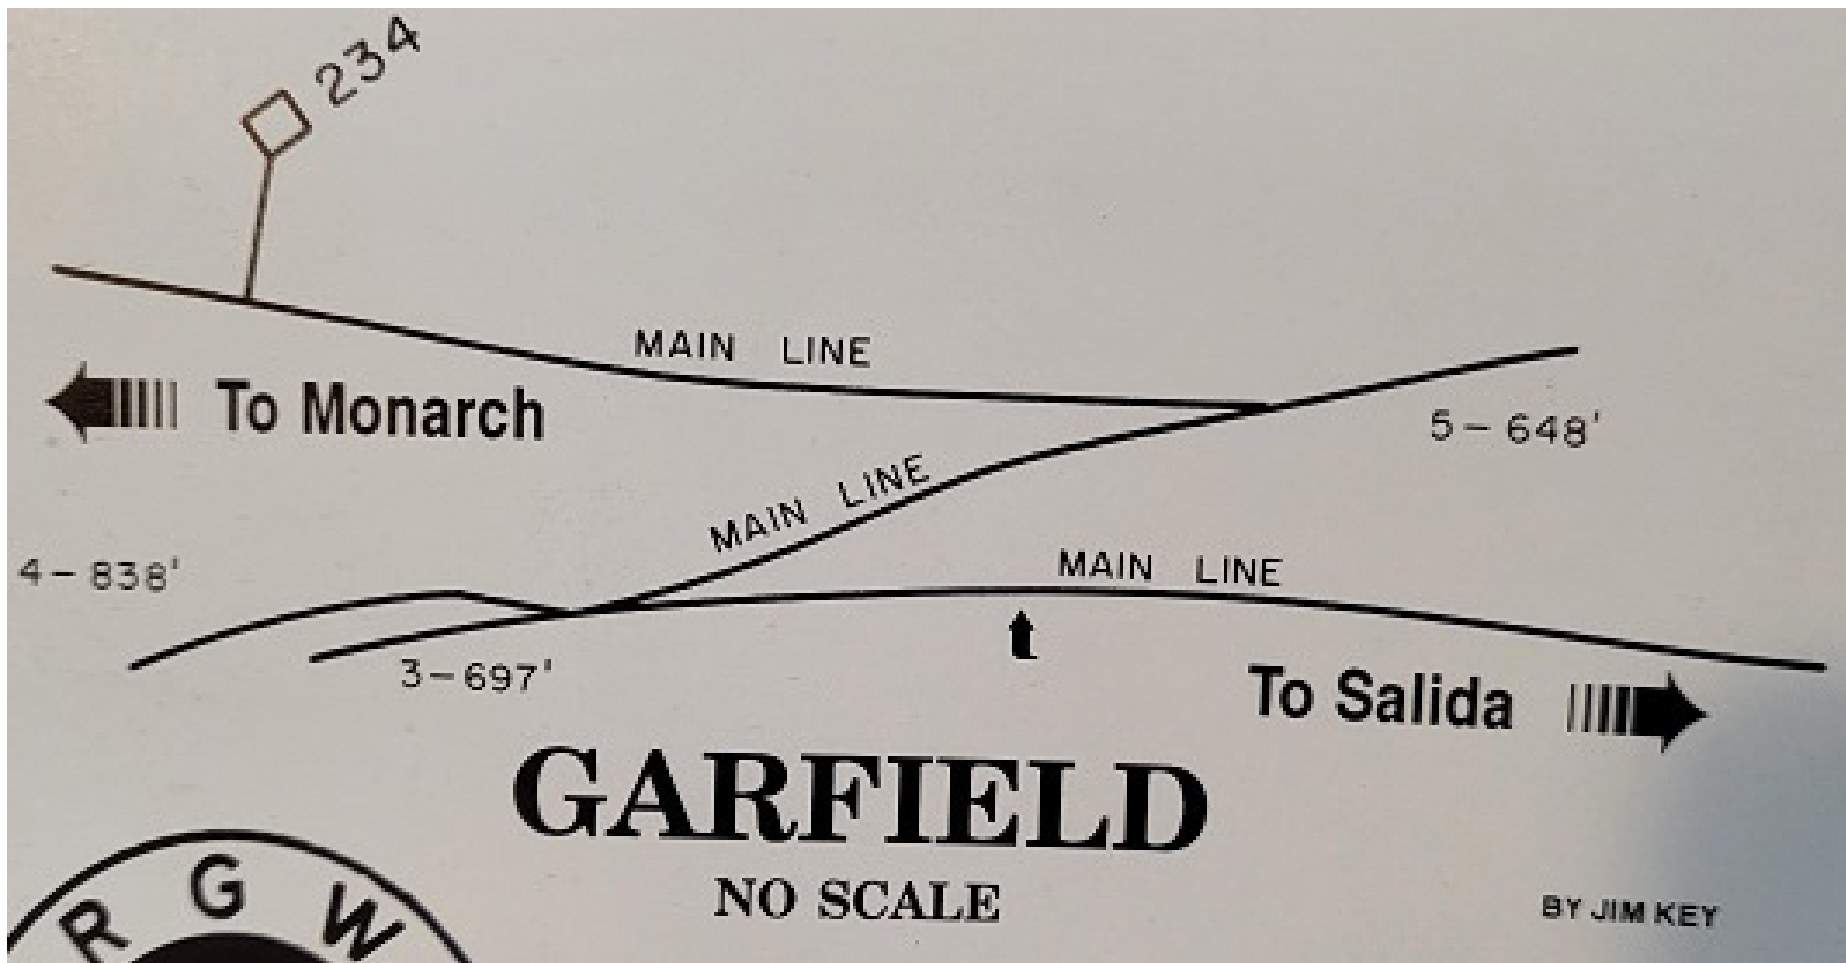 234
MAIN LINE
To Monarch
5-648'
MAIN LINE
4-838'
MAIN LINE
3-697'
t
To Salida
GARFIELD
NO SCALE
BY JIM KEY
R G W